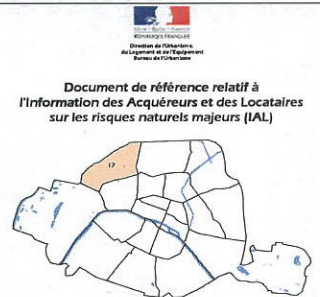 Liberté • Égalité • Fraternité
RÉPUBLIQUE FRANÇAISE
Direction de l'Urbanisme,
du Logement et de l'Equipement
Bureau de l'Urbanisme
Document de référence relatif à
l'Information des Acquéreurs et des Locataires
sur les risques naturels majeurs (IAL)
17